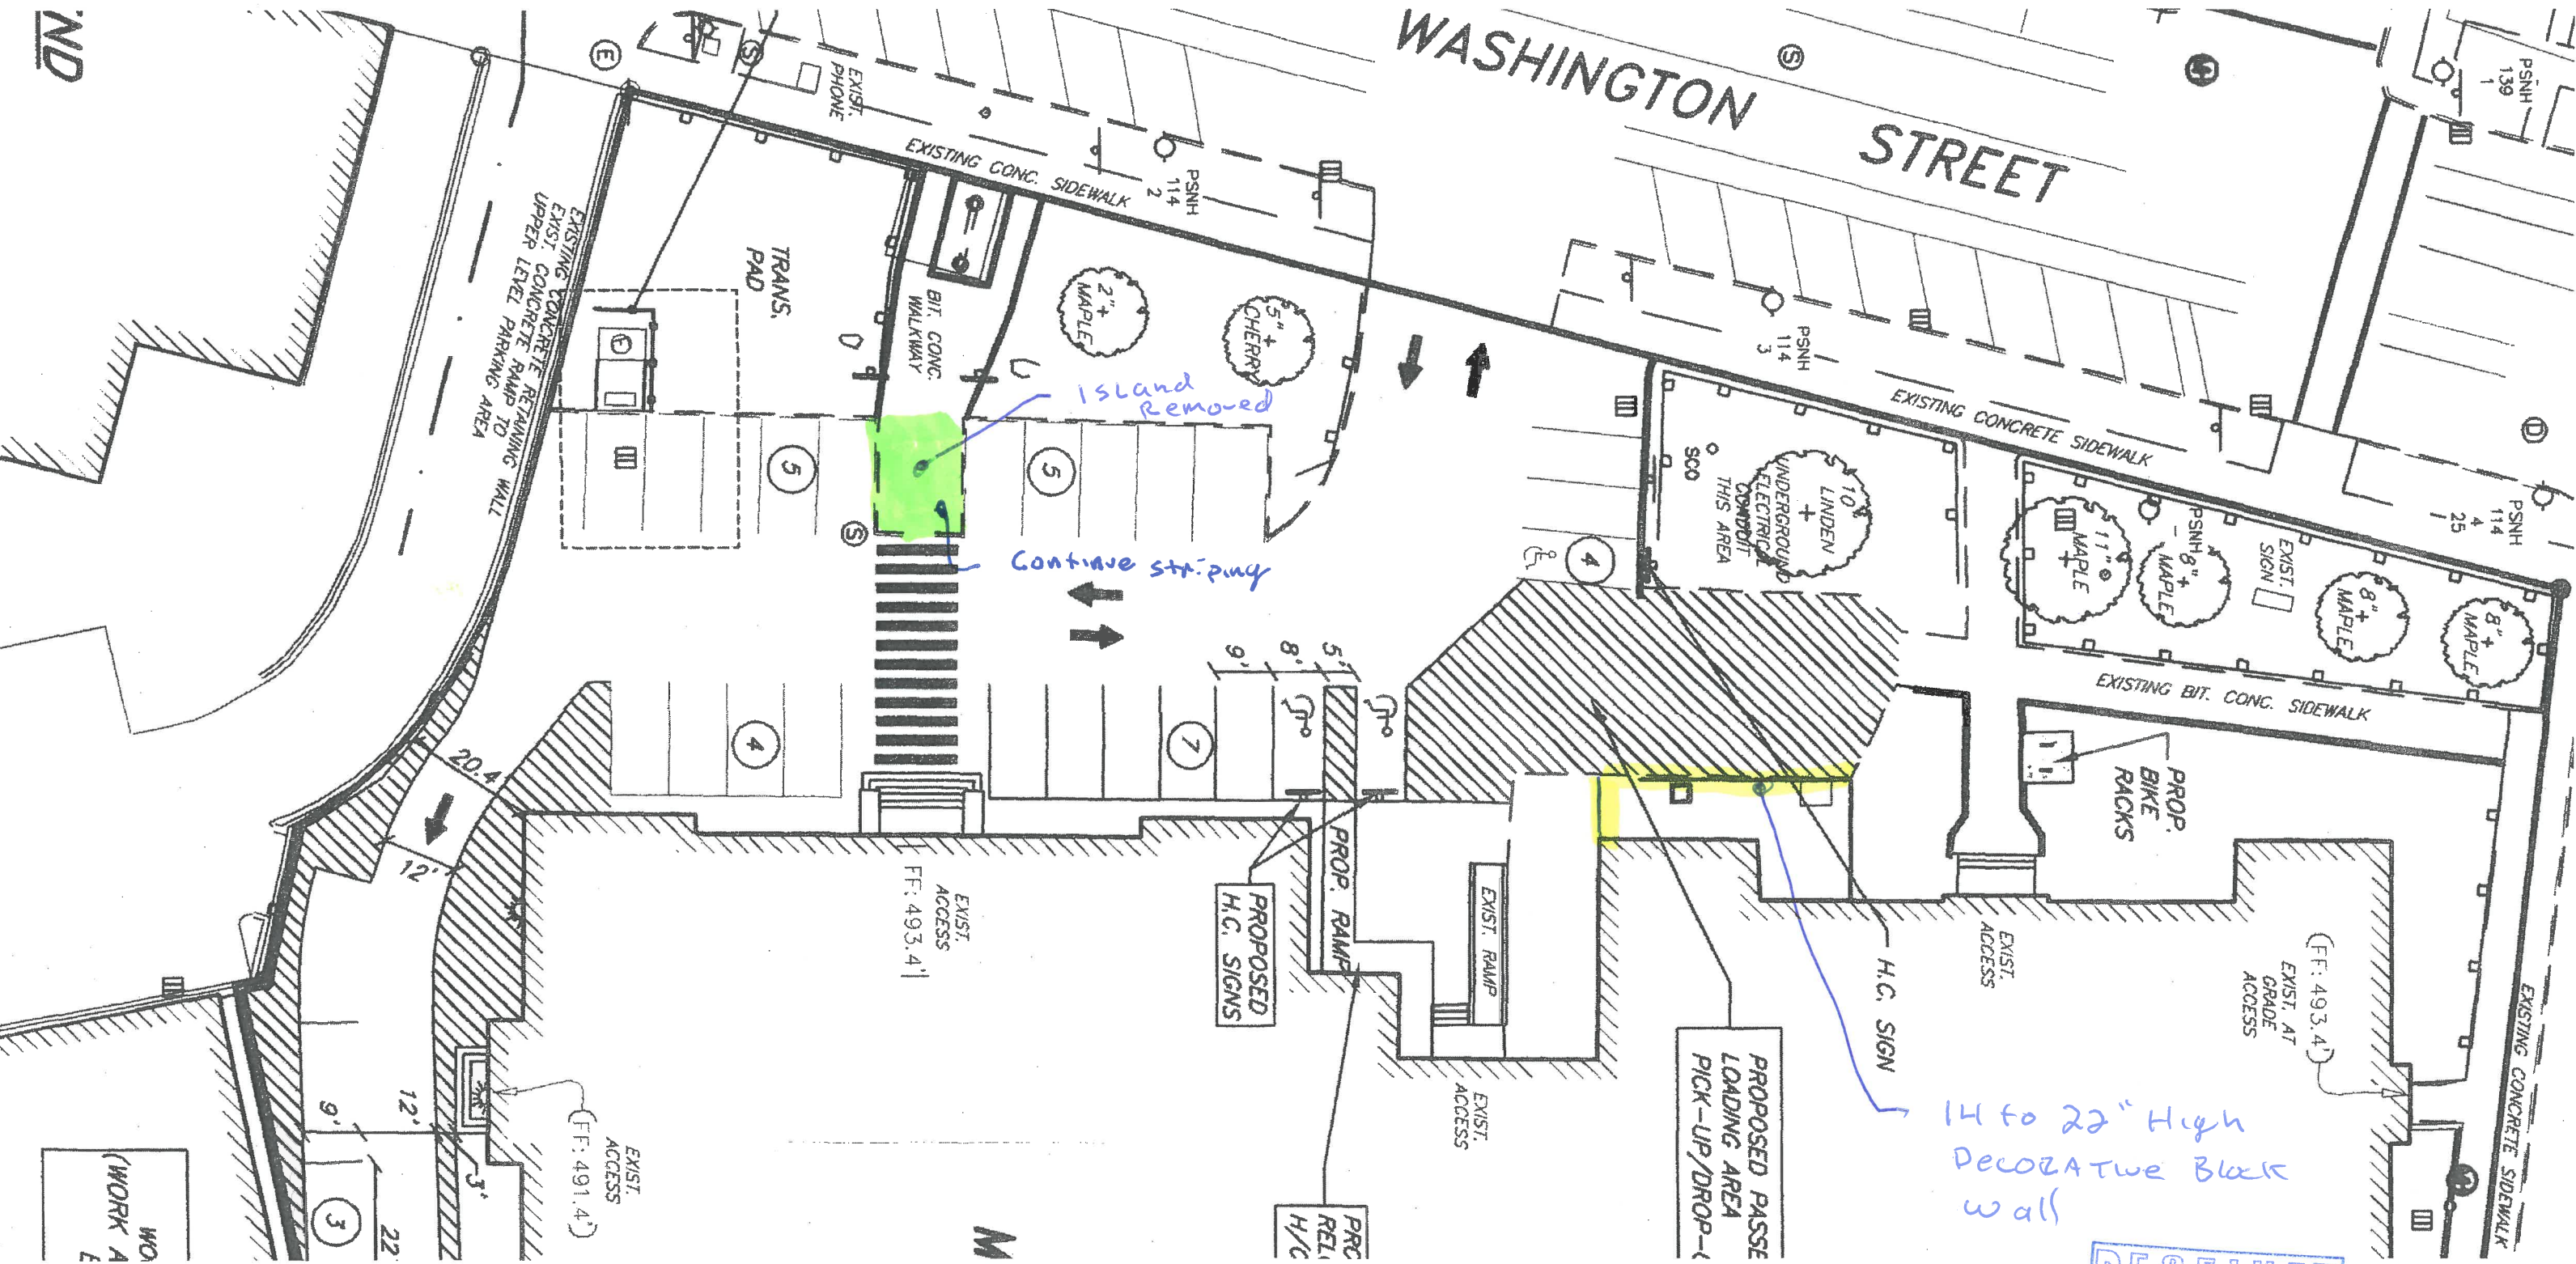 ND
E
S
EXIST.
PHONE
WASHINGTON
STREET
S
PSNH
139
1
EXISTING CONC. SIDEWALK
PSNH
114
2
PSNH
114
3
EXISTING CONCRETE SIDEWALK
D
PSNH
114
4
25
EXISTING CONCRETE RETAINING WALL
EXIST. CONCRETE RAMP TO
UPPER LEVEL PARKING AREA
TRANS.
PAD
E
BIT. CONC.
WALKWAY
2"+
MAPLE
5"+
CHERRY
Island
Removed
5
5
S
Continue striping
SCO
10"
LINDEN
+
UNDERGROUND
ELECTRICAL
CONDUIT
THIS AREA
4
11"
MAPLE
+
PSNH
8"+
MAPLE
EXIST.
SIGN
8"+
MAPLE
8"+
MAPLE
EXISTING BIT. CONC. SIDEWALK
PROP.
BIKE
RACKS
9'
8'
5'
4
7
20.4'
12'
EXIST.
ACCESS
FF: 493.4'
PROPOSED
H.C. SIGNS
PROP. RAMP
EXIST. RAMP
EXIST.
ACCESS
H.C. SIGN
EXIST.
ACCESS
(FF: 493.4')
EXIST. AT
GRADE
ACCESS
EXISTING CONCRETE SIDEWALK
PROPOSED PASSE
LOADING AREA
PICK-UP/DROP-
14 to 22" High
Decorative Block
wall
9'
12'
3'
22'
3
EXIST.
ACCESS
(FF: 491.4')
WO
(WORK A
E
M
PRO
REL
H/C